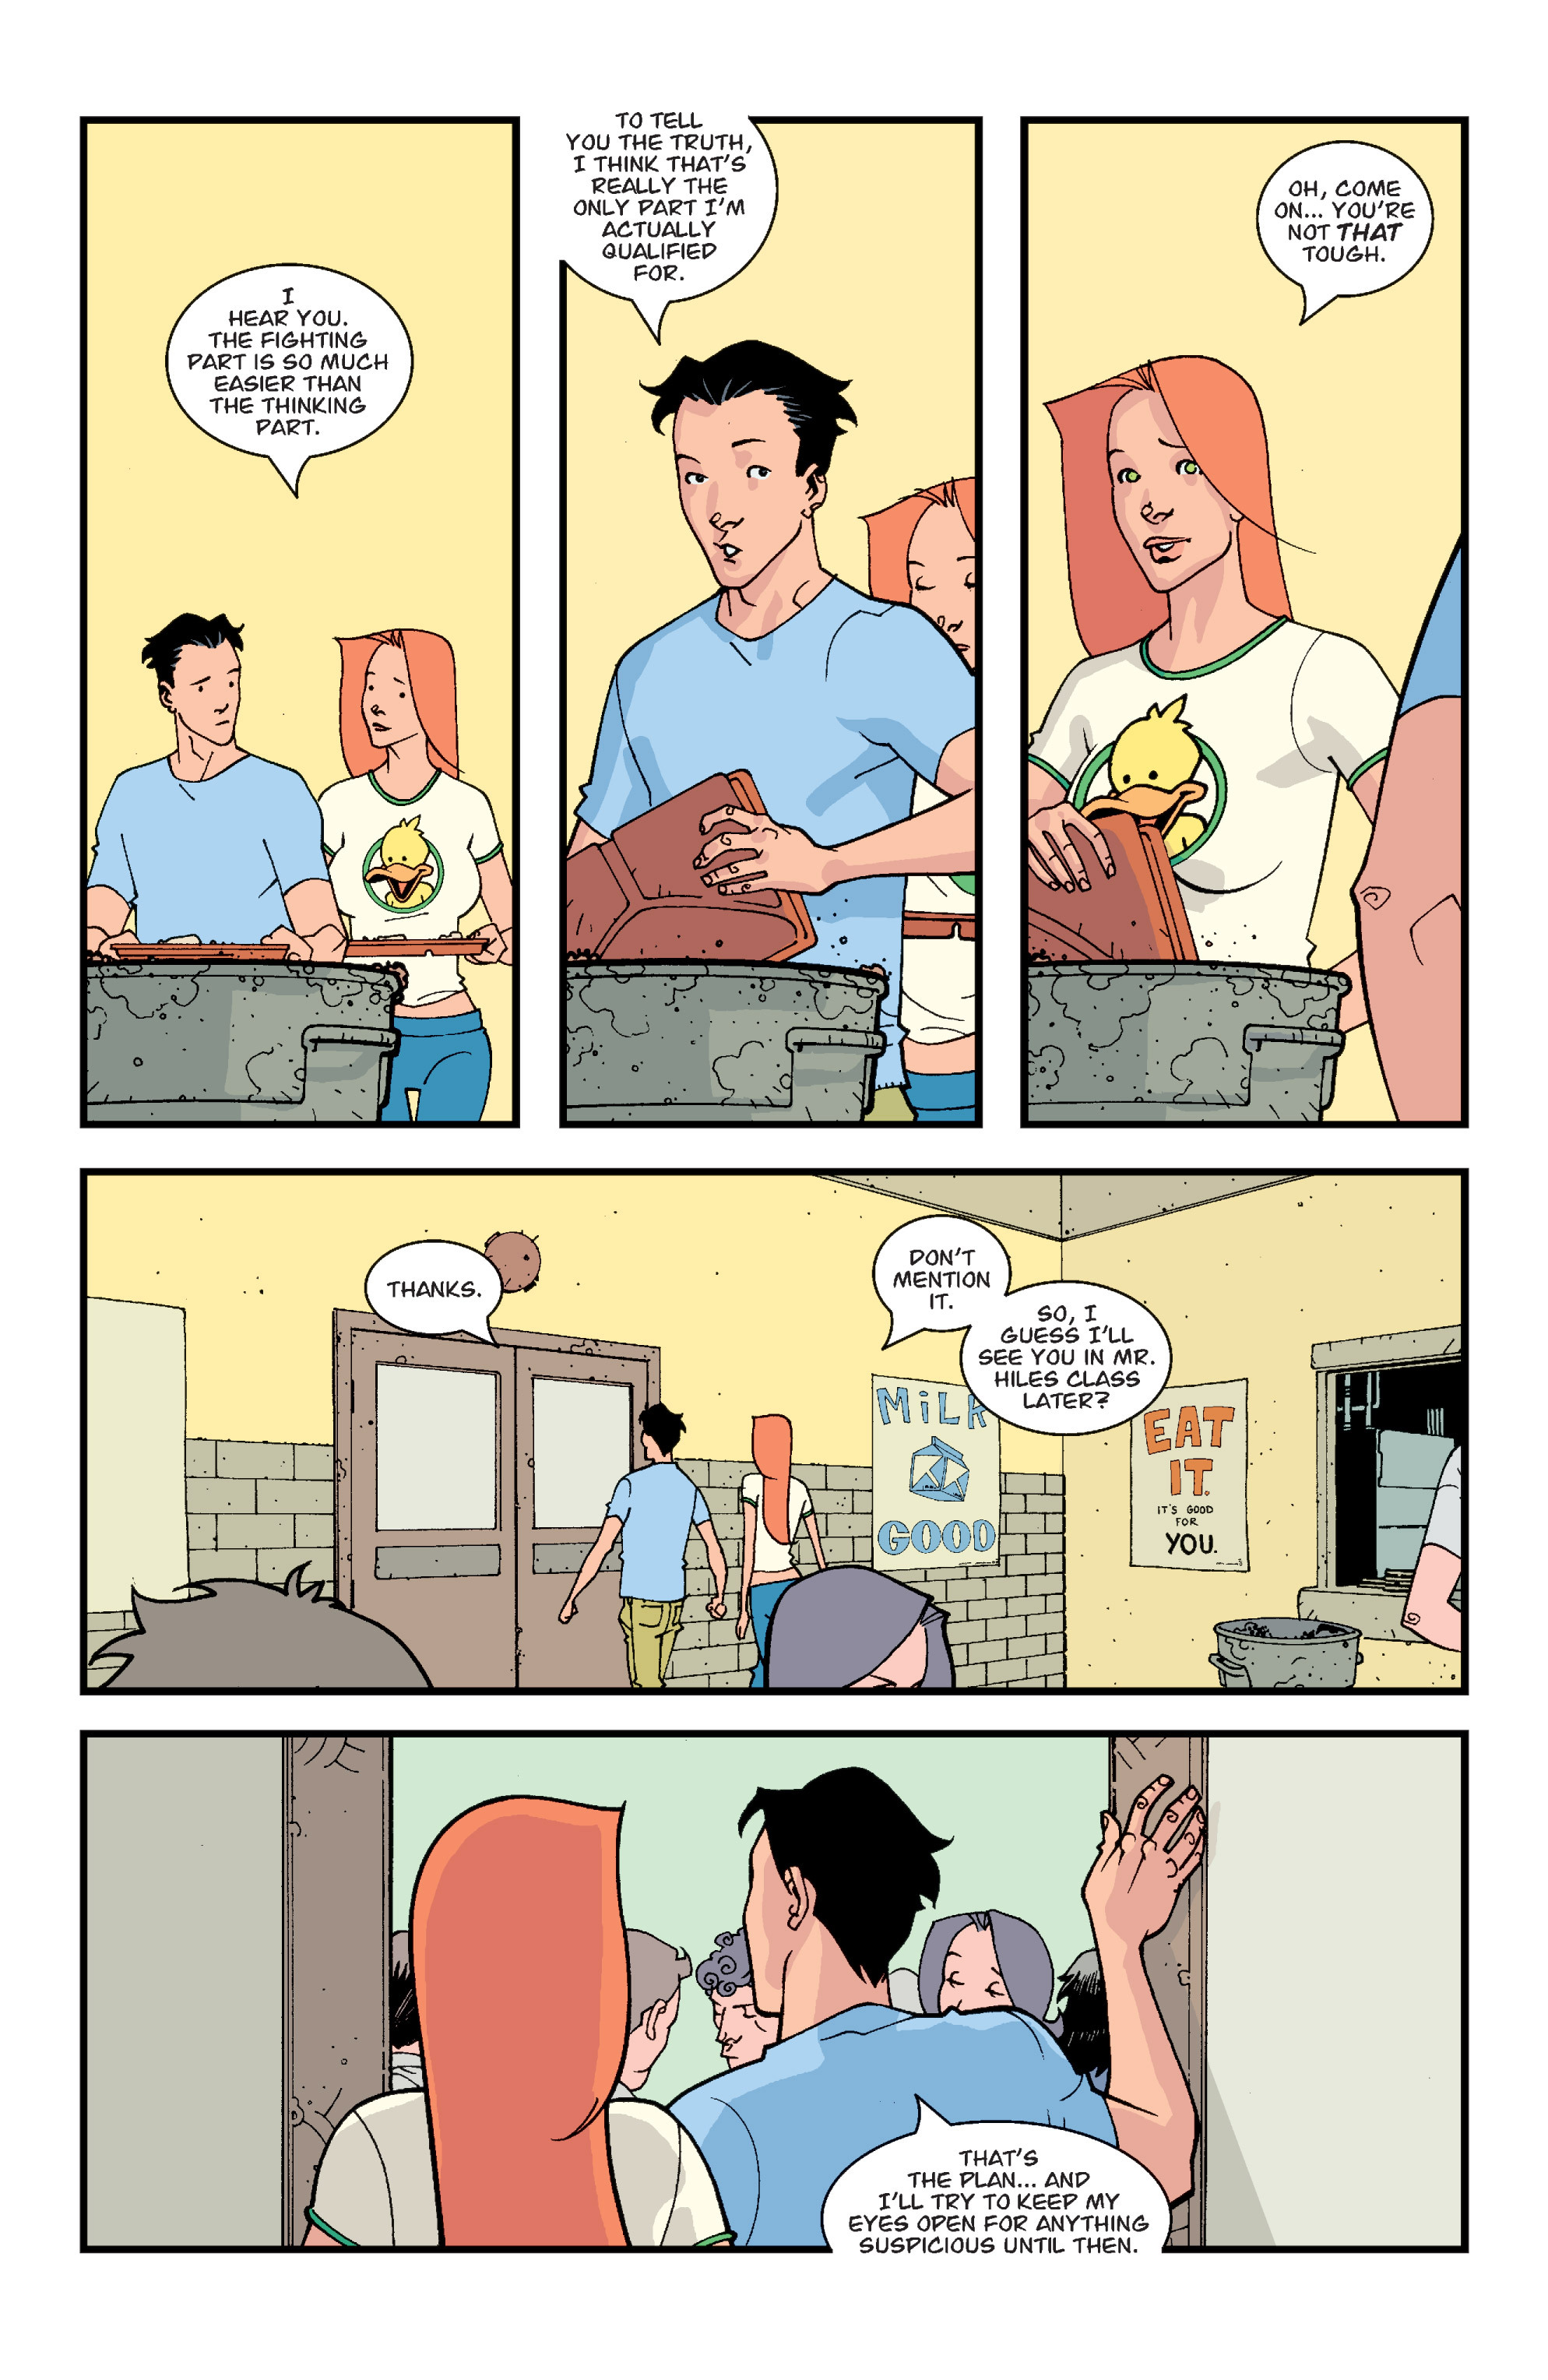 I
HEAR YOU.
THE FIGHTING
PART IS SO MUCH
EASIER THAN
THE THINKING
PART.
TO TELL
YOU THE TRUTH,
I THINK THAT'S
REALLY THE
ONLY PART I'M
ACTUALLY
QUALIFIED
FOR.
OH, COME
ON... YOU'RE
NOT THAT
TOUGH.
THANKS.
DON'T
MENTION
IT.
SO, I
GUESS I'LL
SEE YOU IN MR.
HILES CLASS
LATER?
MiLK
GOOD
EAT
IT.
IT'S GOOD
FOR
YOU.
THAT'S
THE PLAN... AND
I'LL TRY TO KEEP MY
EYES OPEN FOR ANYTHING
SUSPICIOUS UNTIL THEN.